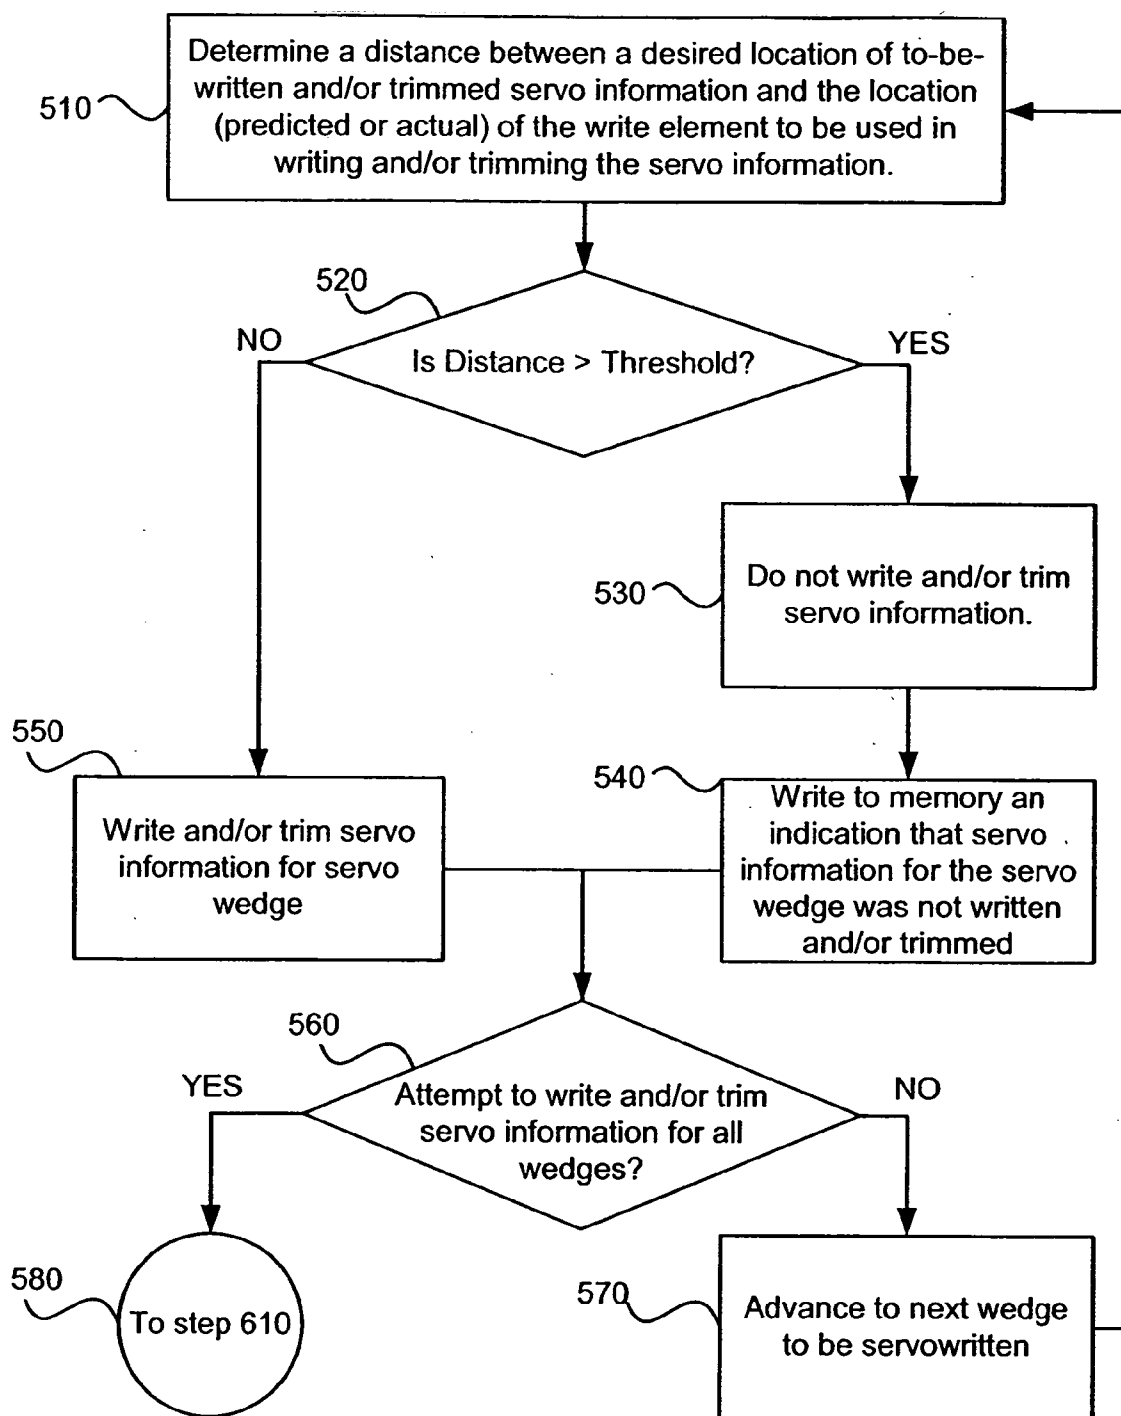 Determine a distance between a desired location of to-be-
written and/or trimmed servo information and the location
(predicted or actual) of the write element to be used in
writing and/or trimming the servo information.
510
520
NO
YES
Is Distance > Threshold?
530
Do not write and/or trim
servo information.
550
540
Write and/or trim servo
information for servo
wedge
Write to memory an
indication that servo
information for the servo
wedge was not written
and/or trimmed
560
YES
NO
Attempt to write and/or trim
servo information for all
wedges?
580
To step 610
570
Advance to next wedge
to be servowritten